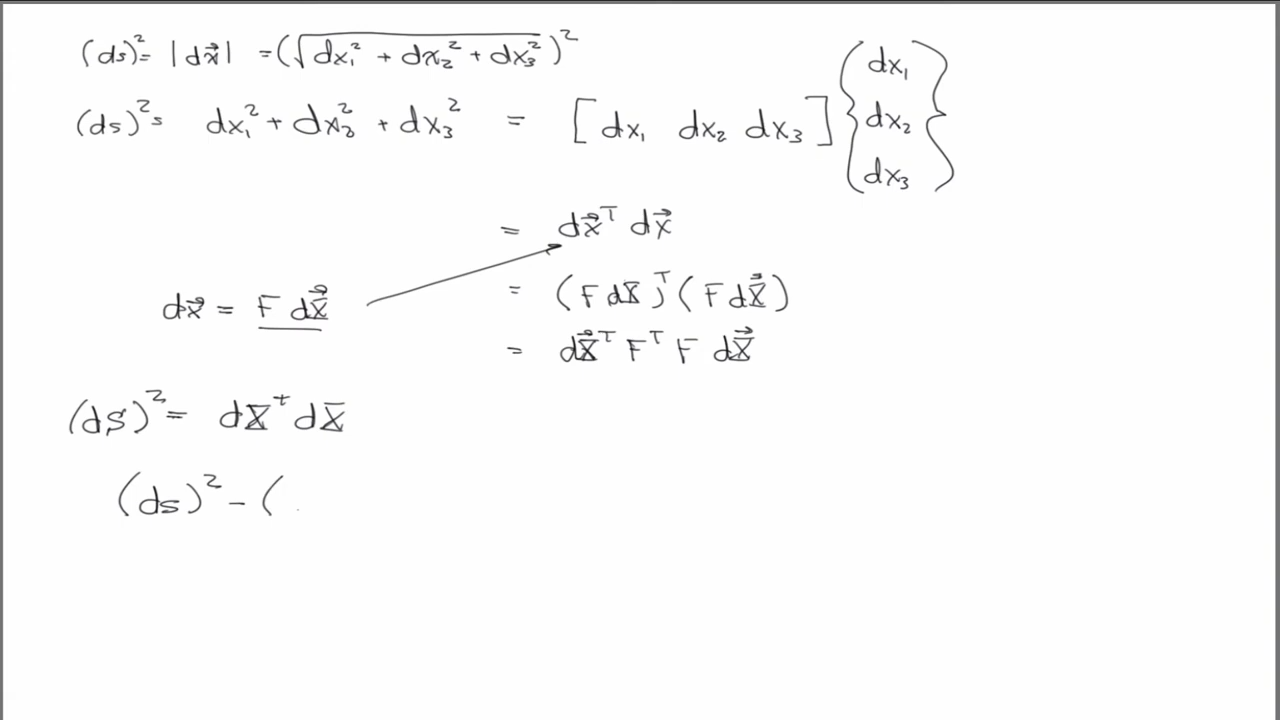 (ds)² = |dx⃗| = (√dx₁² + dx₂² + dx₃²)²
(ds)² s dx₁² + dx₂² + dx₃² = [dx₁ dx₂ dx₃] {dx₁ dx₂ dx₃}
= dx⃗ᵀ dx⃗
dx⃗ = F dX⃗
= (F dX)ᵀ (F dX⃗)
= dX⃗ᵀ Fᵀ F dX⃗
(dS)² = dXᵗ dX
(ds)² - (